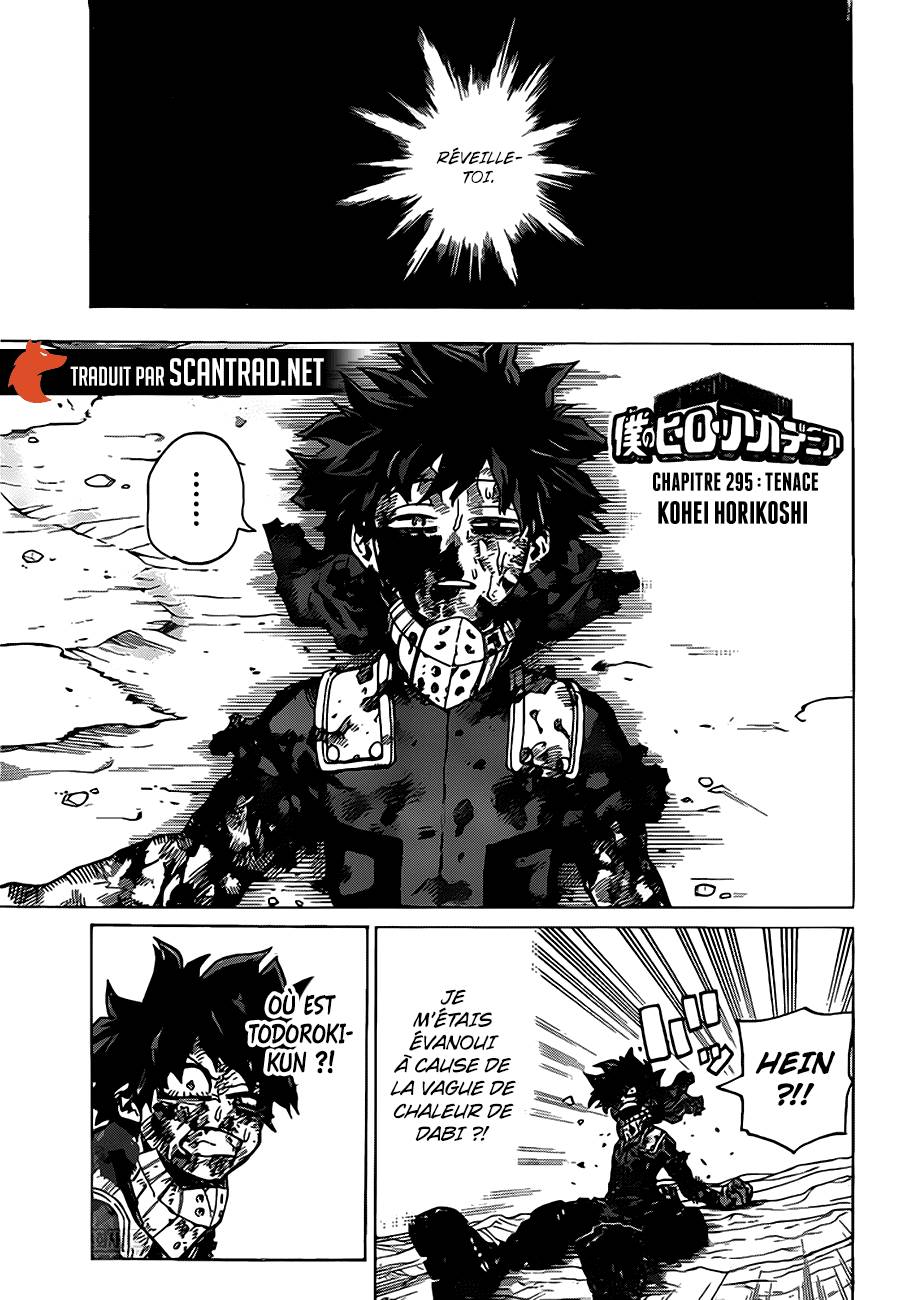 RÉVEILLE-
TOI.
TRADUIT PAR SCANTRAD.NET
僕のヒーローアカデミア
CHAPITRE 295 : TENACE
KOHEI HORIKOSHI
HEIN
?!!
JE
M'ÉTAIS
ÉVANOUI
À CAUSE DE
LA VAGUE DE
CHALEUR DE
DABI ?!
OÙ EST
TODOROKI-
KUN ?!